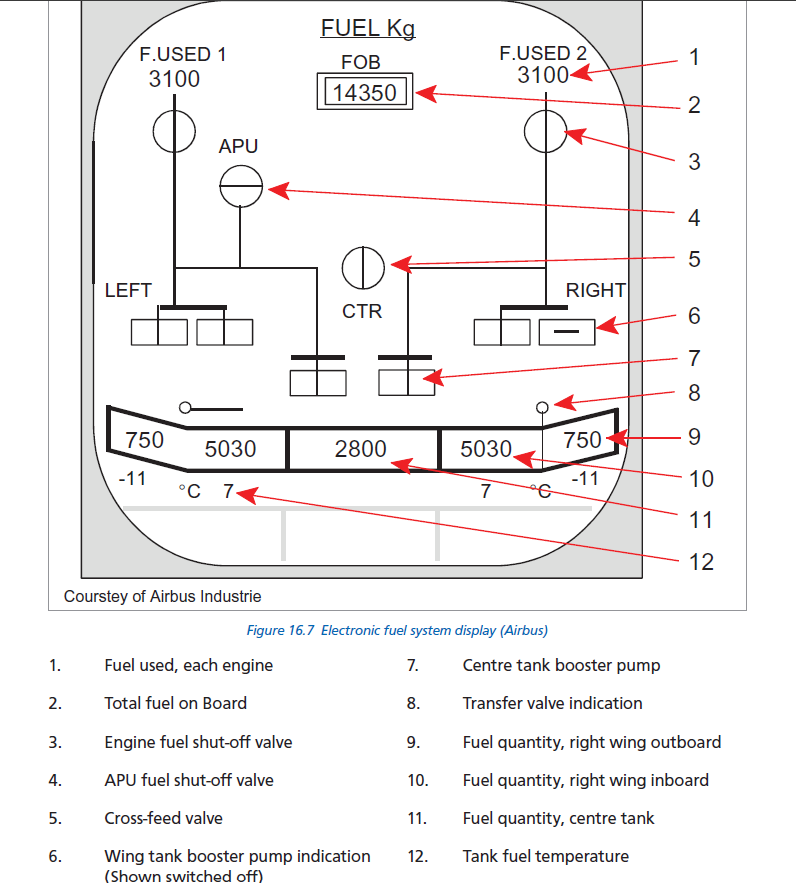 FUEL Kg
F.USED 1
3100
FOB
14350
F.USED 2
3100
1
2
3
APU
4
5
LEFT
CTR
RIGHT
6
7
8
750
5030
2800
5030
750
9
-11
°C 7
7 °C
-11
10
11
12
Courstey of Airbus Industrie
Figure 16.7 Electronic fuel system display (Airbus)
1. Fuel used, each engine
2. Total fuel on Board
3. Engine fuel shut-off valve
4. APU fuel shut-off valve
5. Cross-feed valve
6. Wing tank booster pump indication
(Shown switched off)
7. Centre tank booster pump
8. Transfer valve indication
9. Fuel quantity, right wing outboard
10. Fuel quantity, right wing inboard
11. Fuel quantity, centre tank
12. Tank fuel temperature